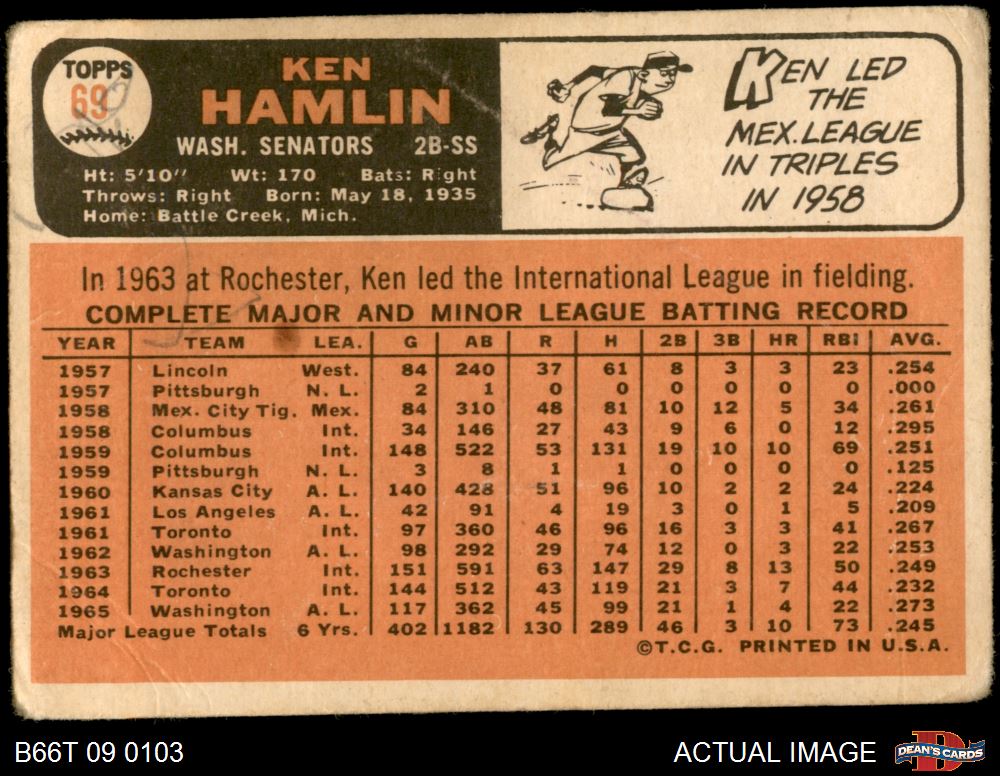 TOPPS
69
KEN
HAMLIN
WASH. SENATORS 2B-SS
Ht: 5'10" Wt: 170 Bats: Right
Throws: Right Born: May 18, 1935
Home: Battle Creek, Mich.
KEN LED
THE
MEX. LEAGUE
IN TRIPLES
IN 1958
In 1963 at Rochester, Ken led the International League in fielding.
COMPLETE MAJOR AND MINOR LEAGUE BATTING RECORD
YEAR TEAM LEA. G AB R H 2B 3B HR RBI AVG.
1957 Lincoln West. 84 240 37 61 8 3 3 23 .254
1957 Pittsburgh N. L. 2 1 0 0 0 0 0 0 .000
1958 Mex. City Tig. Mex. 84 310 48 81 10 12 5 34 .261
1958 Columbus Int. 34 146 27 43 9 6 0 12 .295
1959 Columbus Int. 148 522 53 131 19 10 10 69 .251
1959 Pittsburgh N. L. 3 8 1 1 0 0 0 0 .125
1960 Kansas City A. L. 140 428 51 96 10 2 2 24 .224
1961 Los Angeles A. L. 42 91 4 19 3 0 1 5 .209
1961 Toronto Int. 97 360 46 96 16 3 3 41 .267
1962 Washington A. L. 98 292 29 74 12 0 3 22 .253
1963 Rochester Int. 151 591 63 147 29 8 13 50 .249
1964 Toronto Int. 144 512 43 119 21 3 7 44 .232
1965 Washington A. L. 117 362 45 99 21 1 4 22 .273
Major League Totals 6 Yrs. 402 1182 130 289 46 3 10 73 .245
©T.C.G. PRINTED IN U.S.A.
B66T 09 0103
ACTUAL IMAGE
D
DEAN'S CARDS